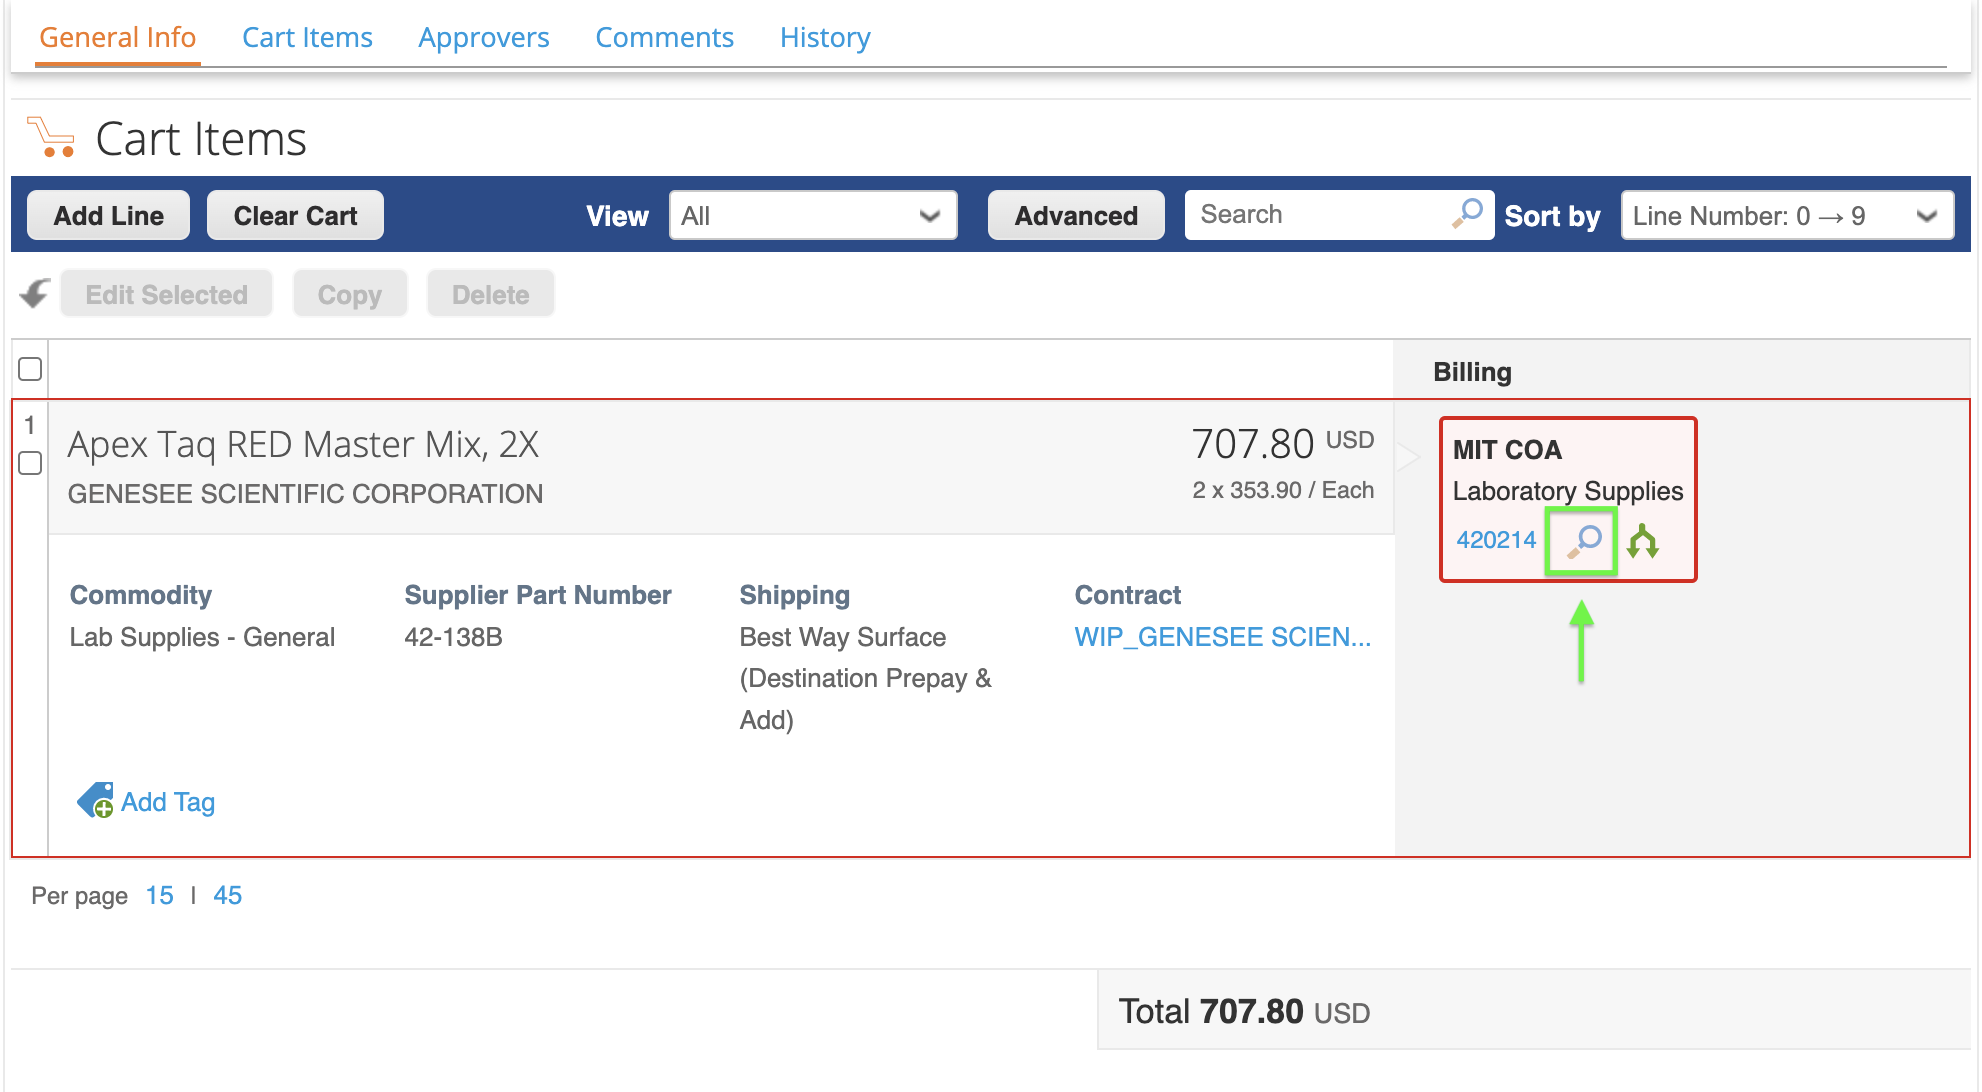 General Info Cart Items Approvers Comments History
Cart Items
Add Line Clear Cart View All Advanced Search Sort by Line Number: 0 → 9
Edit Selected Copy Delete
Billing
1
Apex Taq RED Master Mix, 2X 707.80 USD
GENESEE SCIENTIFIC CORPORATION 2 x 353.90 / Each
MIT COA
Laboratory Supplies
420214
Commodity Supplier Part Number Shipping Contract
Lab Supplies - General 42-138B Best Way Surface WIP_GENESEE SCIEN...
(Destination Prepay &
Add)
Add Tag
Per page 15 | 45
Total 707.80 USD